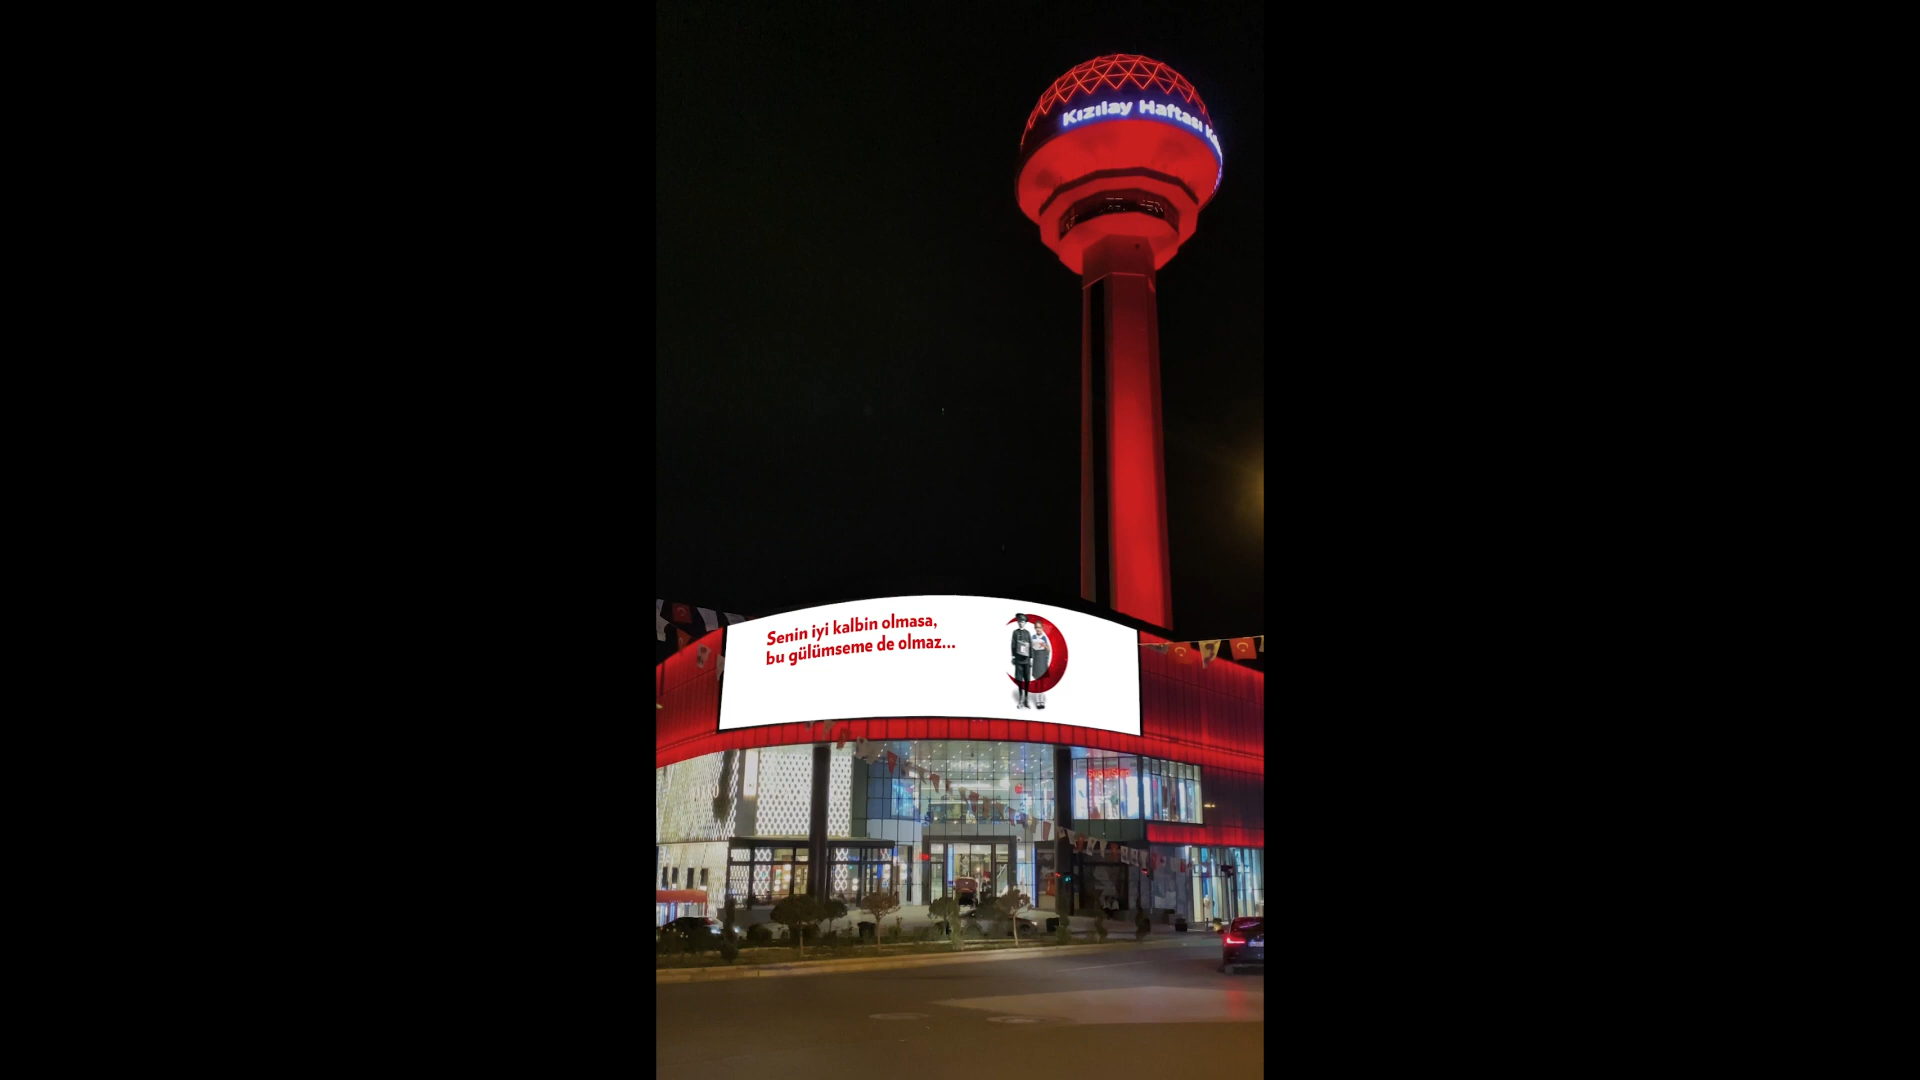 Kızılay Haftası
Senin iyi kalbin olmasa,
bu gülümseme de olmaz...